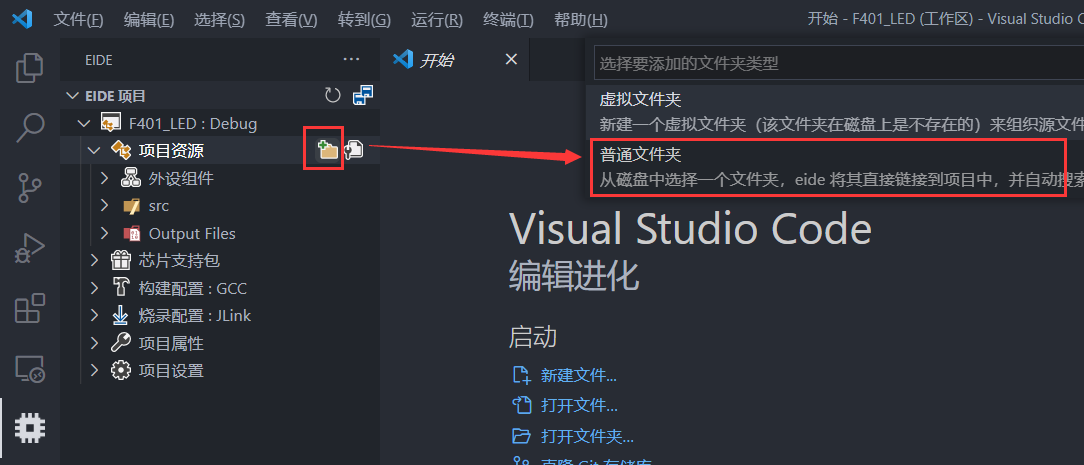 文件(F) 编辑(E) 选择(S) 查看(V) 转到(G) 运行(R) 终端(T) 帮助(H) 开始 - F401_LED (工作区) - Visual Studio C
EIDE ···
开始
选择要添加的文件夹类型
EIDE 项目
虚拟文件夹
新建一个虚拟文件夹（该文件夹在磁盘上是不存在的）来组织源文件
F401_LED : Debug
项目资源
普通文件夹
从磁盘中选择一个文件夹，eide 将其直接链接到项目中，并自动搜索
外设组件
src
Output Files
芯片支持包
构建配置 : GCC
烧录配置 : JLink
项目属性
项目设置
Visual Studio Code
编辑进化
启动
新建文件...
打开文件...
打开文件夹...
克隆 Git 存储库